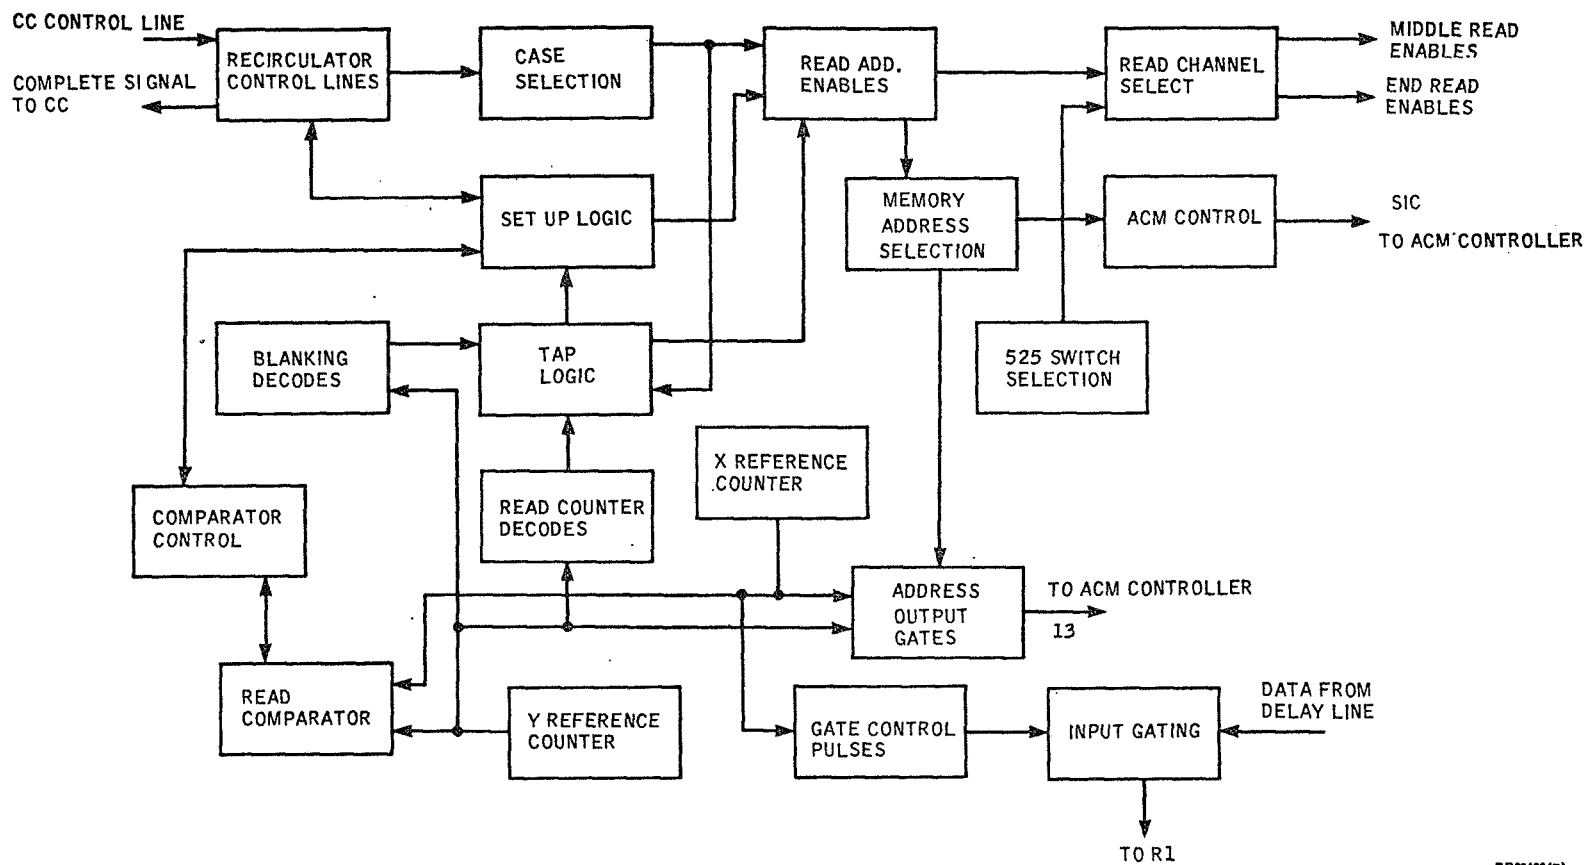 CC CONTROL LINE
COMPLETE SIGNAL
TO CC
RECIRCULATOR
CONTROL LINES
CASE
SELECTION
READ ADD.
ENABLES
READ CHANNEL
SELECT
MIDDLE READ
ENABLES
END READ
ENABLES
SET UP LOGIC
MEMORY
ADDRESS
SELECTION
ACM CONTROL
SIC
TO ACM CONTROLLER
BLANKING
DECODES
TAP
LOGIC
525 SWITCH
SELECTION
X REFERENCE
COUNTER
COMPARATOR
CONTROL
READ COUNTER
DECODES
ADDRESS
OUTPUT
GATES
TO ACM CONTROLLER
13
READ
COMPARATOR
Y REFERENCE
COUNTER
GATE CONTROL
PULSES
INPUT GATING
DATA FROM
DELAY LINE
TO R1